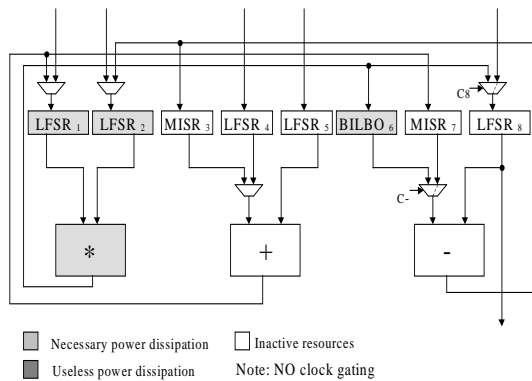 C8
LFSR 1 LFSR 2 MISR 3 LFSR 4 LFSR 5 BILBO 6 MISR 7 LFSR 8
C-
* + -
Necessary power dissipation Inactive resources
Useless power dissipation Note: NO clock gating